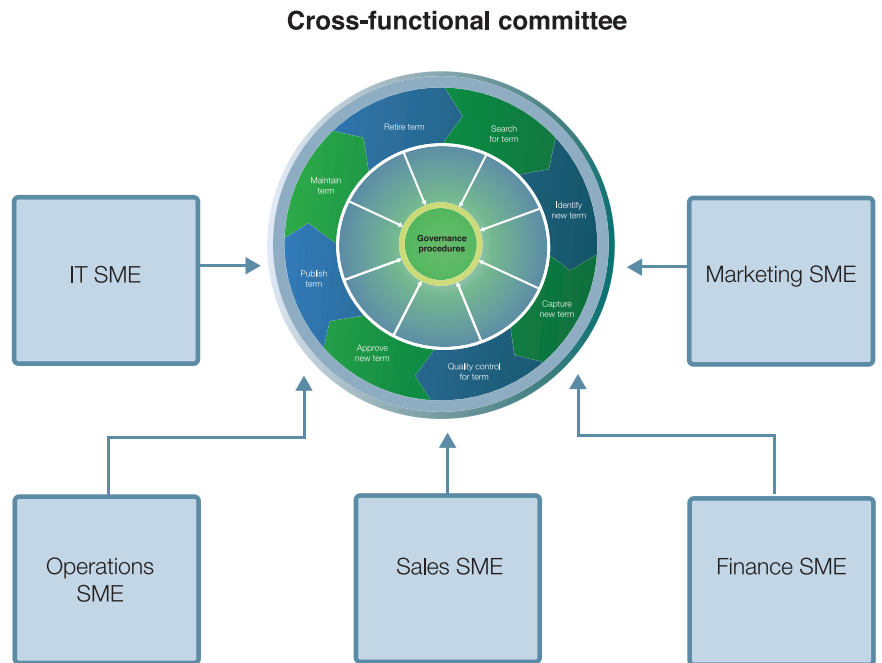 Cross-functional committee
Retire term
Search
for term
Maintain
term
Identify
new term
Governance
procedures
IT SME
Marketing SME
Publish
term
Capture
new term
Approve
new term
Quality control
for term
Operations
SME
Sales SME
Finance SME